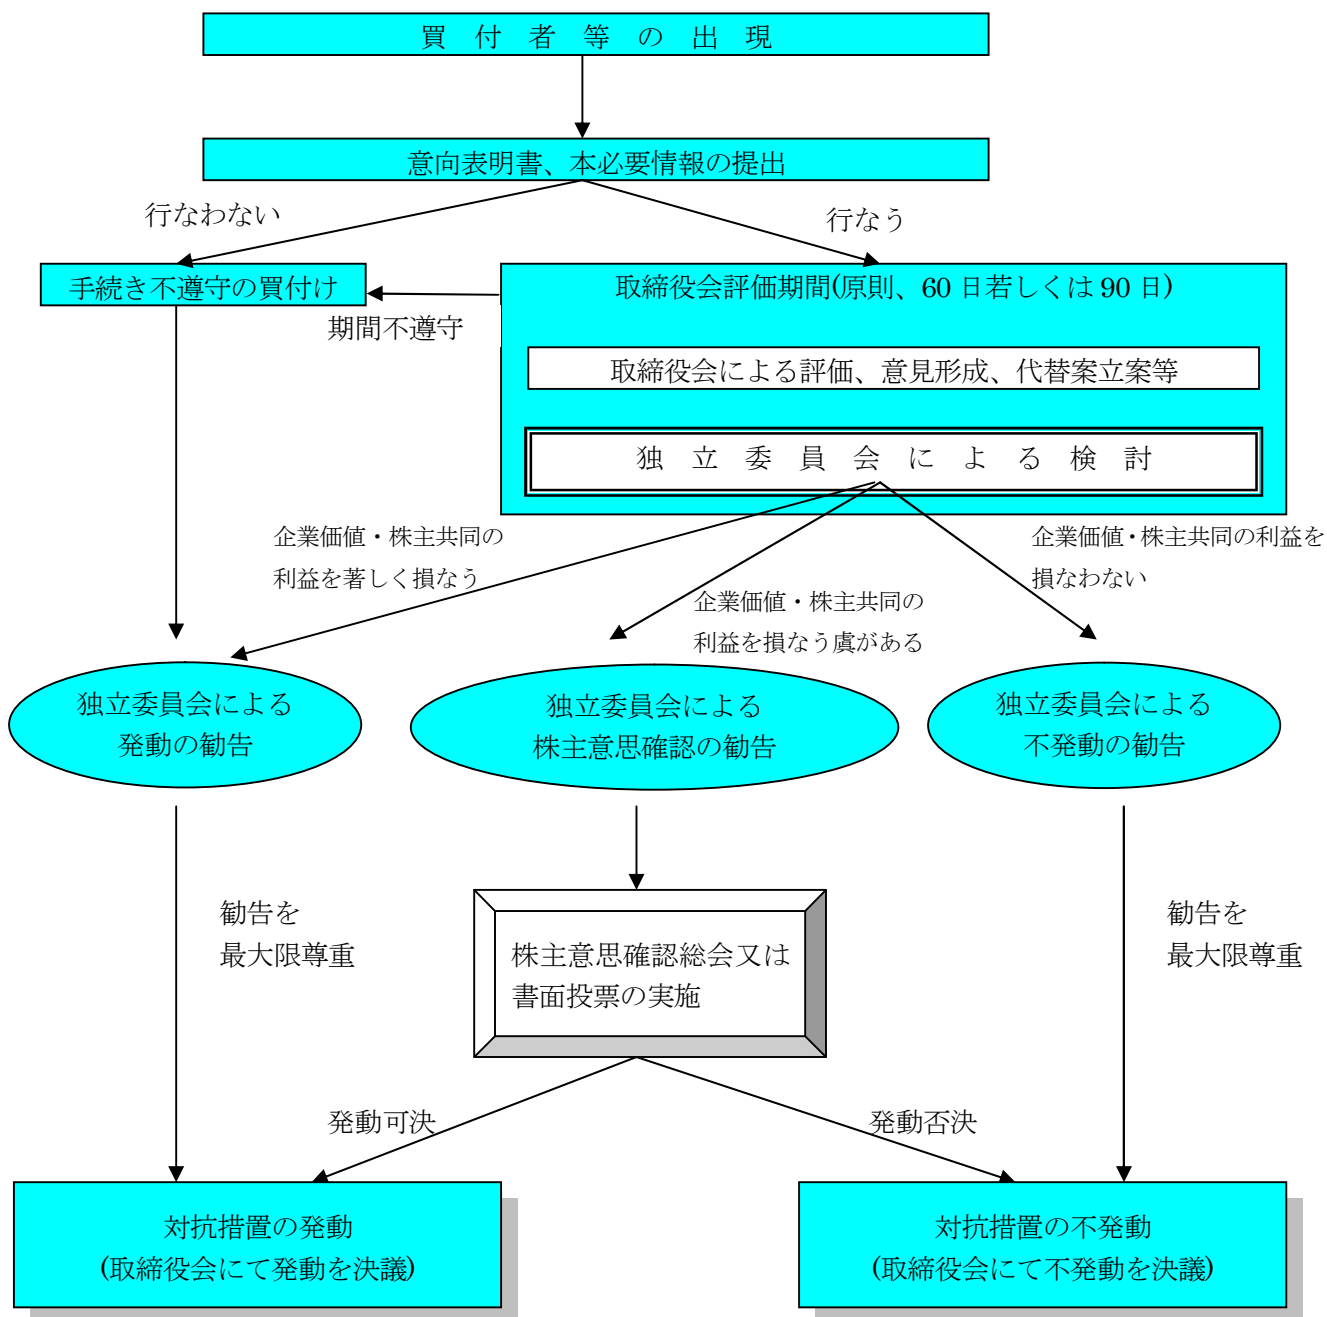 買付者等の出現
意向表明書、本必要情報の提出
行なわない
行なう
手続き不遵守の買付け
取締役会評価期間(原則、60日若しくは90日)
期間不遵守
取締役会による評価、意見形成、代替案立案等
独立委員会による検討
企業価値・株主共同の
利益を著しく損なう
企業価値・株主共同の
利益を損なう虞がある
企業価値・株主共同の利益を
損なわない
独立委員会による
発動の勧告
独立委員会による
株主意思確認の勧告
独立委員会による
不発動の勧告
勧告を
最大限尊重
株主意思確認総会又は
書面投票の実施
勧告を
最大限尊重
発動可決
発動否決
対抗措置の発動
(取締役会にて発動を決議)
対抗措置の不発動
(取締役会にて不発動を決議)